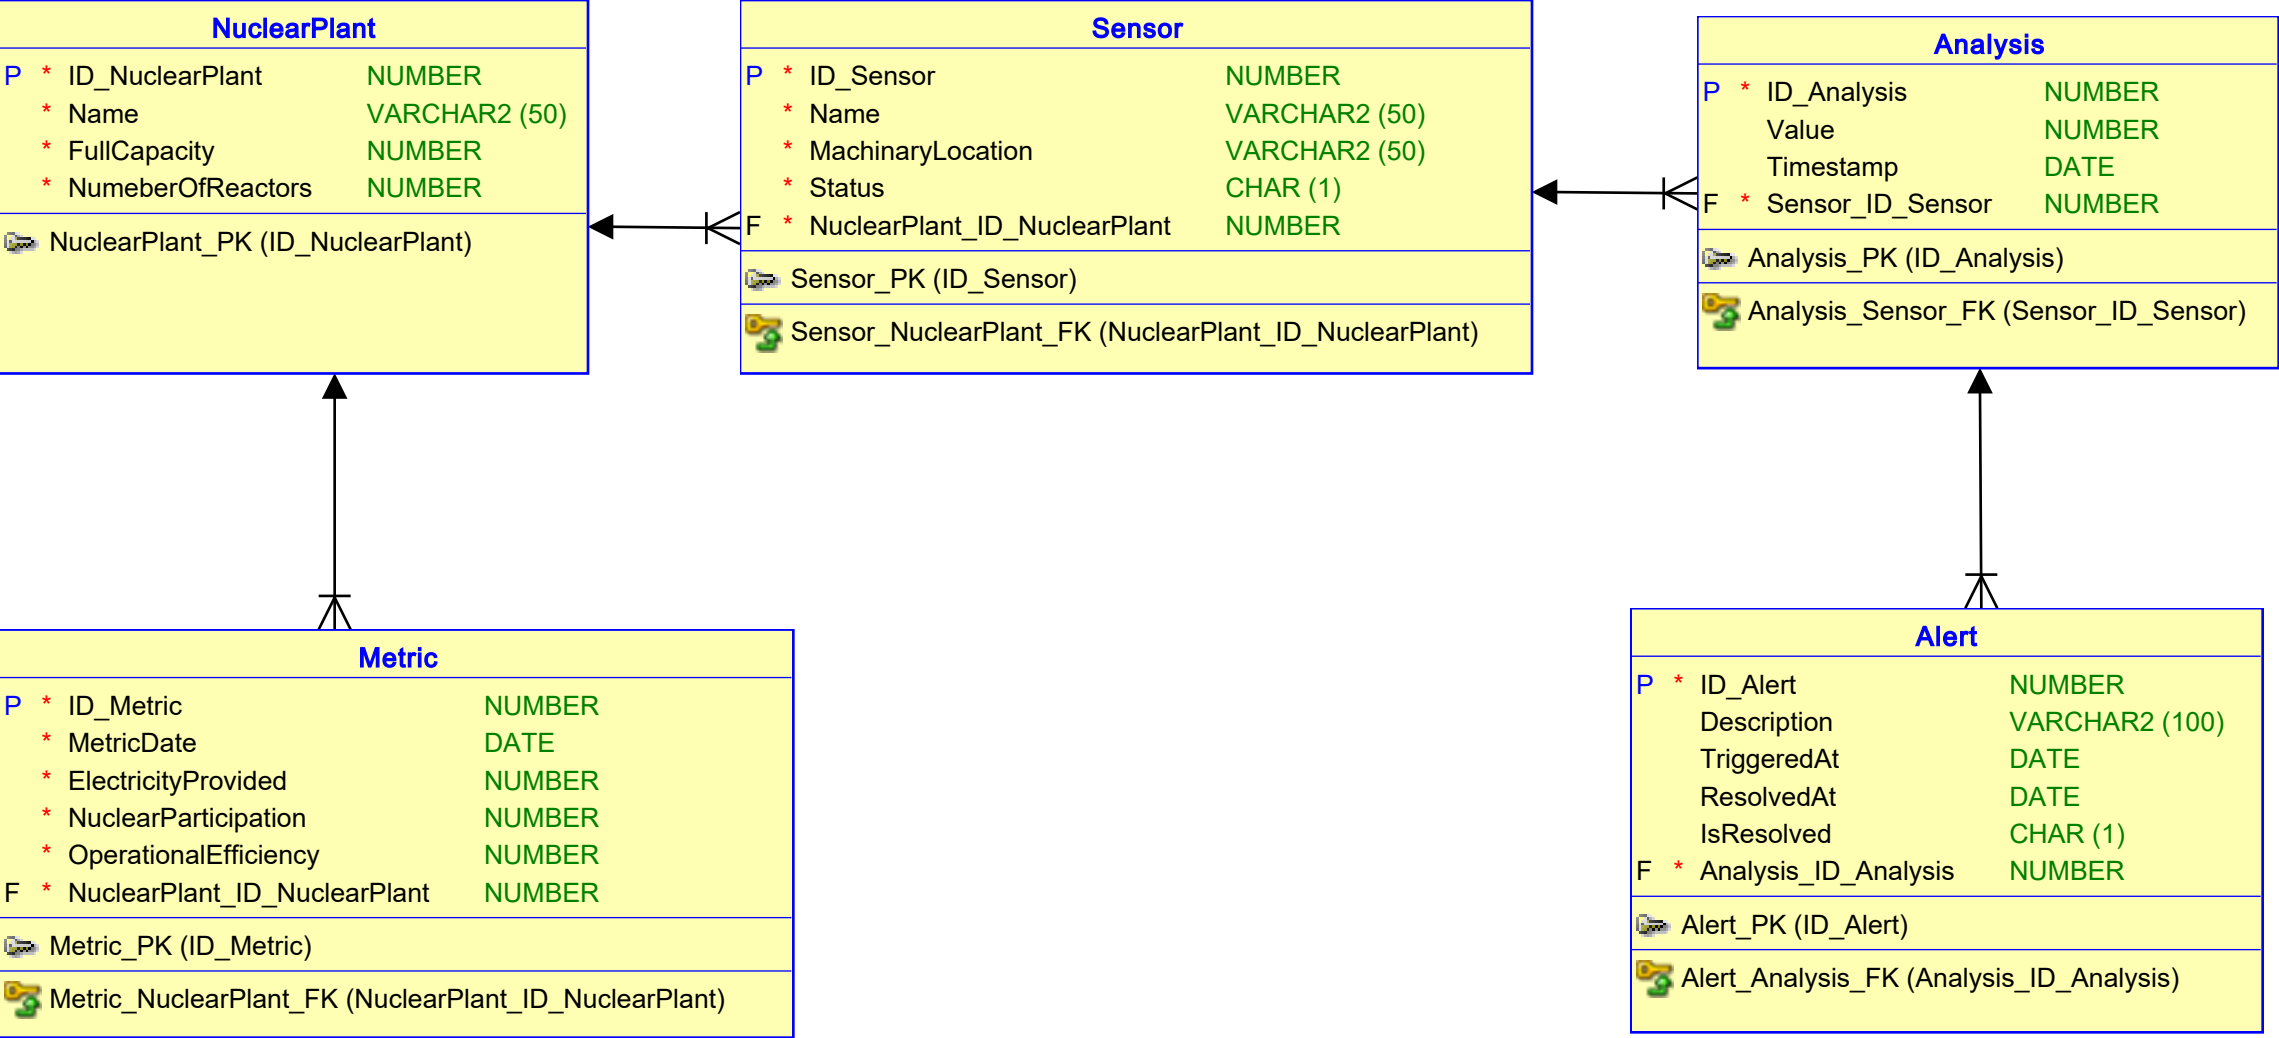 NuclearPlant
P * ID_NuclearPlant NUMBER
* Name VARCHAR2 (50)
* FullCapacity NUMBER
* NumeberOfReactors NUMBER
NuclearPlant_PK (ID_NuclearPlant)
Sensor
P * ID_Sensor NUMBER
* Name VARCHAR2 (50)
* MachinaryLocation VARCHAR2 (50)
* Status CHAR (1)
F * NuclearPlant_ID_NuclearPlant NUMBER
Sensor_PK (ID_Sensor)
Sensor_NuclearPlant_FK (NuclearPlant_ID_NuclearPlant)
Analysis
P * ID_Analysis NUMBER
Value NUMBER
Timestamp DATE
F * Sensor_ID_Sensor NUMBER
Analysis_PK (ID_Analysis)
Analysis_Sensor_FK (Sensor_ID_Sensor)
Metric
P * ID_Metric NUMBER
* MetricDate DATE
* ElectricityProvided NUMBER
* NuclearParticipation NUMBER
* OperationalEfficiency NUMBER
F * NuclearPlant_ID_NuclearPlant NUMBER
Metric_PK (ID_Metric)
Metric_NuclearPlant_FK (NuclearPlant_ID_NuclearPlant)
Alert
P * ID_Alert NUMBER
Description VARCHAR2 (100)
TriggeredAt DATE
ResolvedAt DATE
IsResolved CHAR (1)
F * Analysis_ID_Analysis NUMBER
Alert_PK (ID_Alert)
Alert_Analysis_FK (Analysis_ID_Analysis)